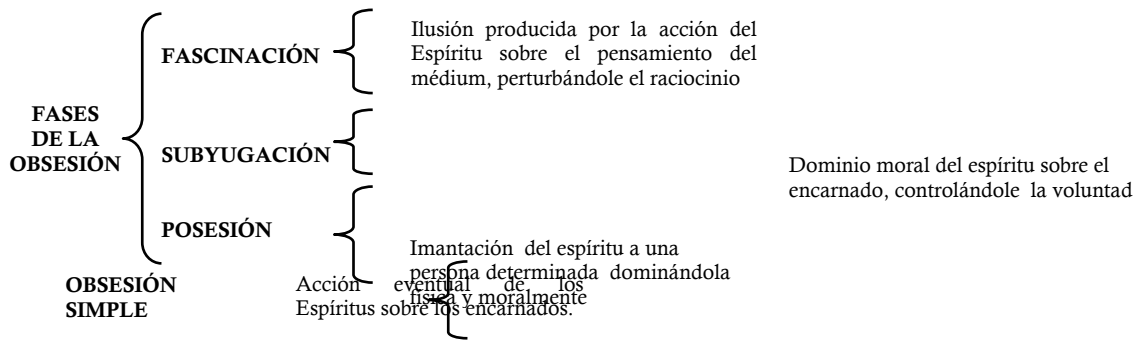 FASES
DE LA
OBSESIÓN
FASCINACIÓN
Ilusión producida por la acción del
Espíritu sobre el pensamiento del
médium, perturbándole el raciocinio
SUBYUGACIÓN
Dominio moral del espíritu sobre el
encarnado, controlándole la voluntad
POSESIÓN
Imantación del espíritu a una
persona determinada dominándola
física y moralmente
OBSESIÓN
SIMPLE
Acción eventual de los
Espíritus sobre los encarnados.